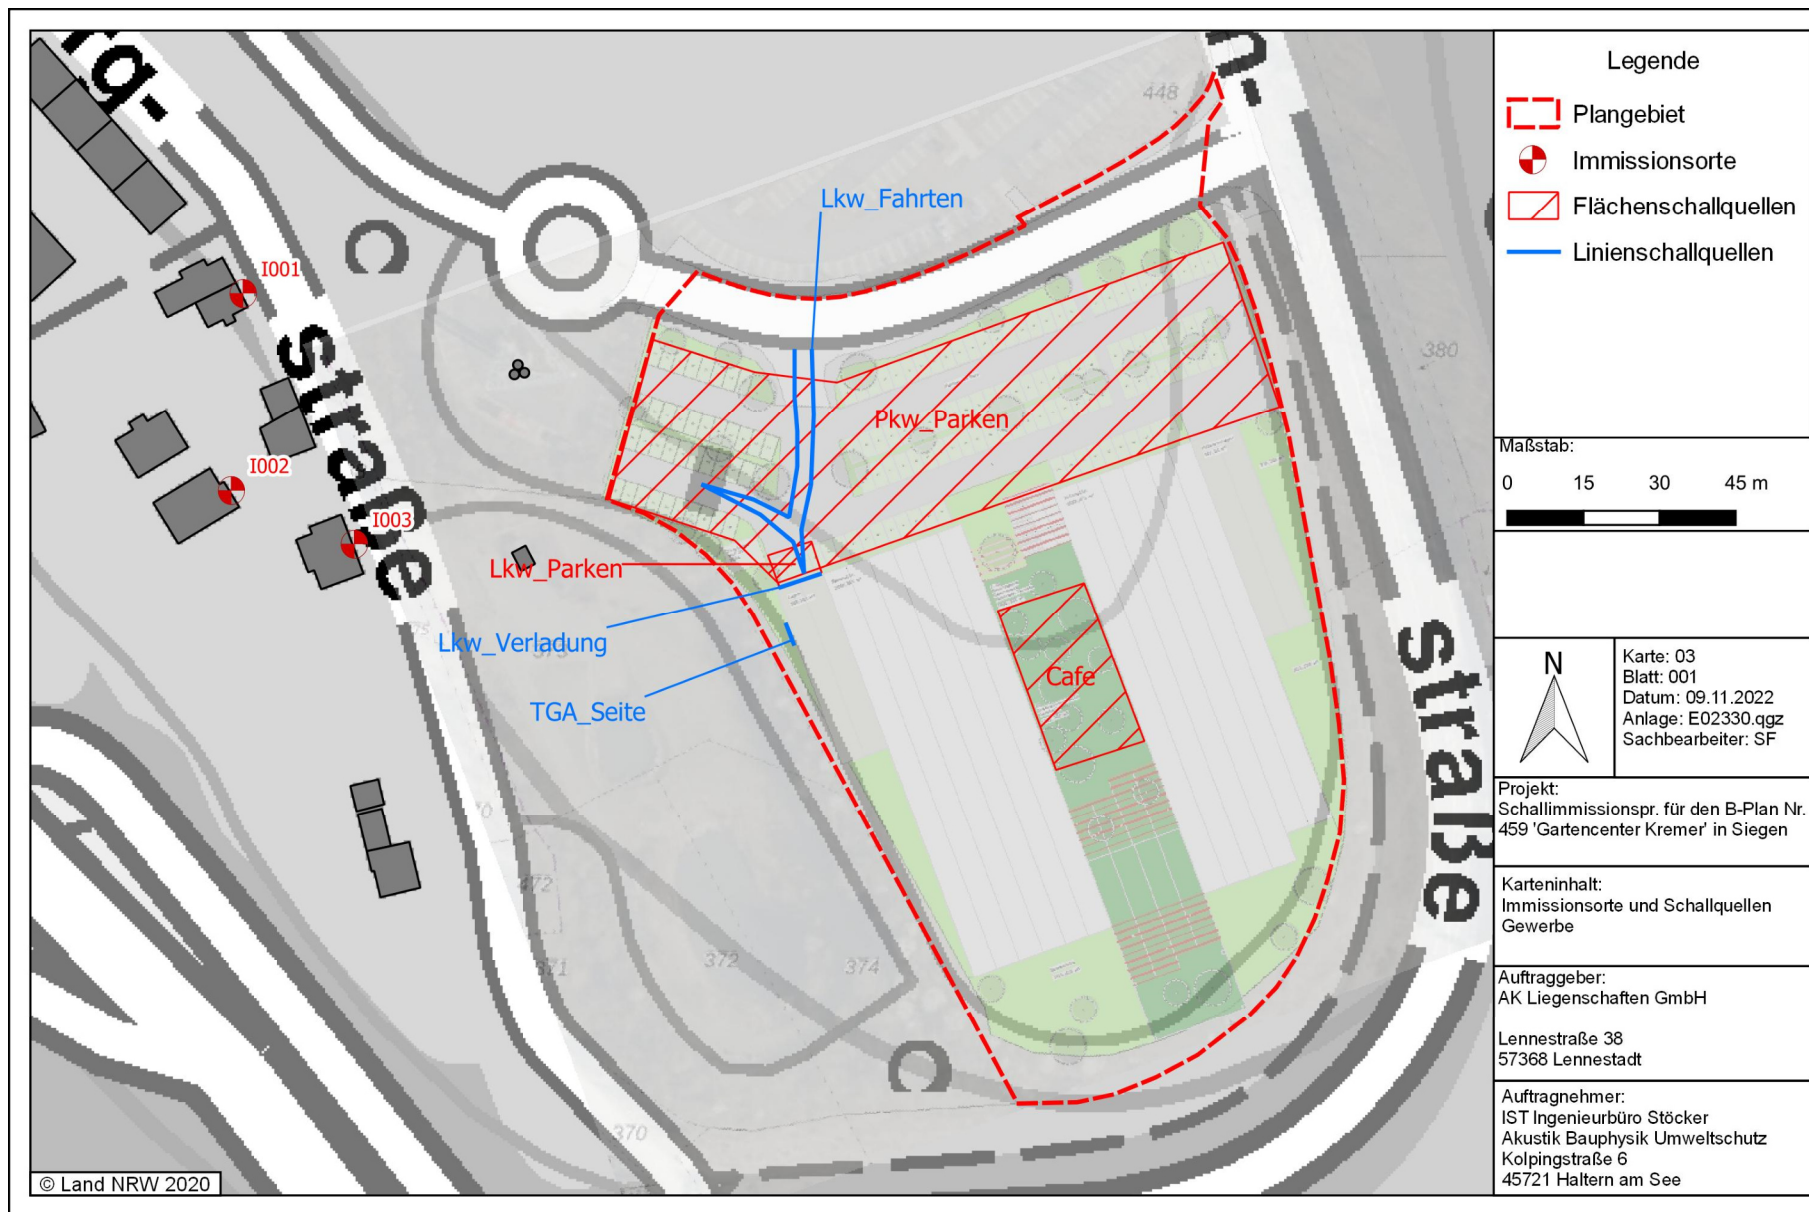 rg-
Straße
n-
straße
448
380
Lkw_Fahrten
I001
I002
I003
Pkw_Parken
Lkw_Parken
Lkw_Verladung
TGA_Seite
Cafe
372
374
371
370
© Land NRW 2020
Legende
Plangebiet
Immissionsorte
Flächenschallquellen
Linienschallquellen
Maßstab:
0 15 30 45 m
N
Karte: 03
Blatt: 001
Datum: 09.11.2022
Anlage: E02330.qgz
Sachbearbeiter: SF
Projekt:
Schallimmissionspr. für den B-Plan Nr.
459 'Gartencenter Kremer' in Siegen
Karteninhalt:
Immissionsorte und Schallquellen
Gewerbe
Auftraggeber:
AK Liegenschaften GmbH
Lennestraße 38
57368 Lennestadt
Auftragnehmer:
IST Ingenieurbüro Stöcker
Akustik Bauphysik Umweltschutz
Kolpingstraße 6
45721 Haltern am See